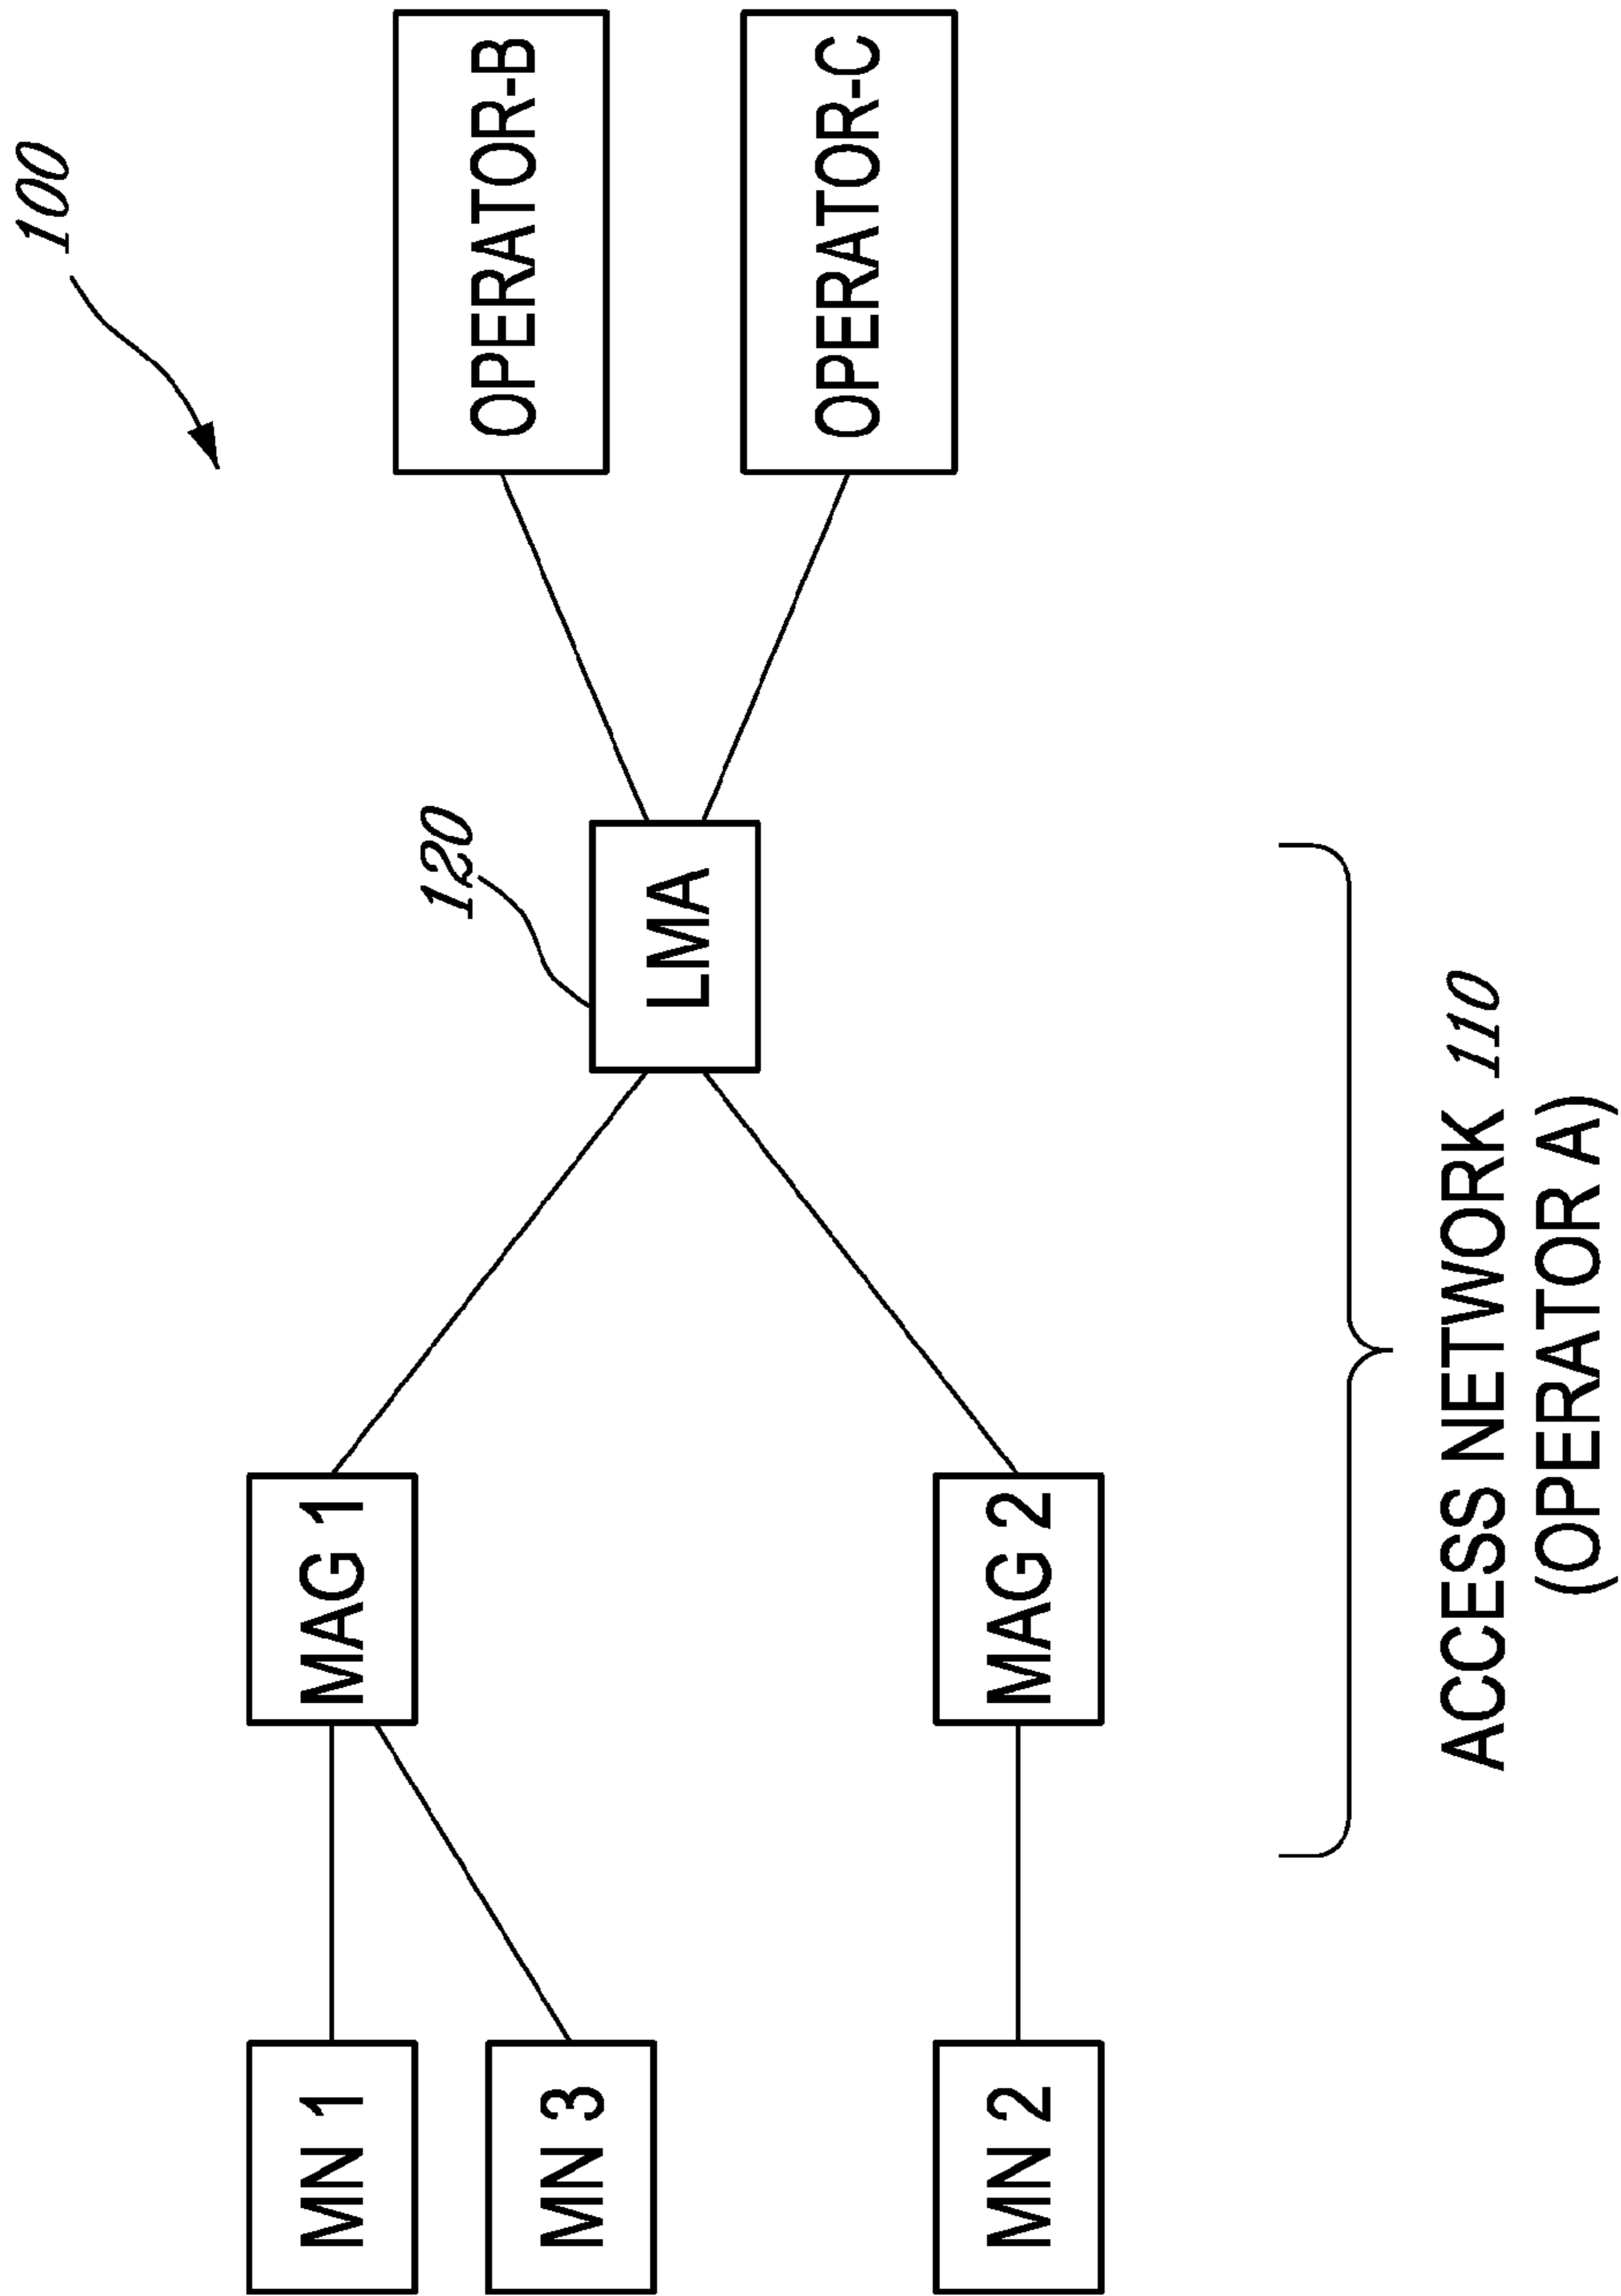 100
OPERATOR-B
OPERATOR-C
120
LMA
MAG 1
MAG 2
MN 1
MN 3
MN 2
ACCESS NETWORK 110
(OPERATOR A)